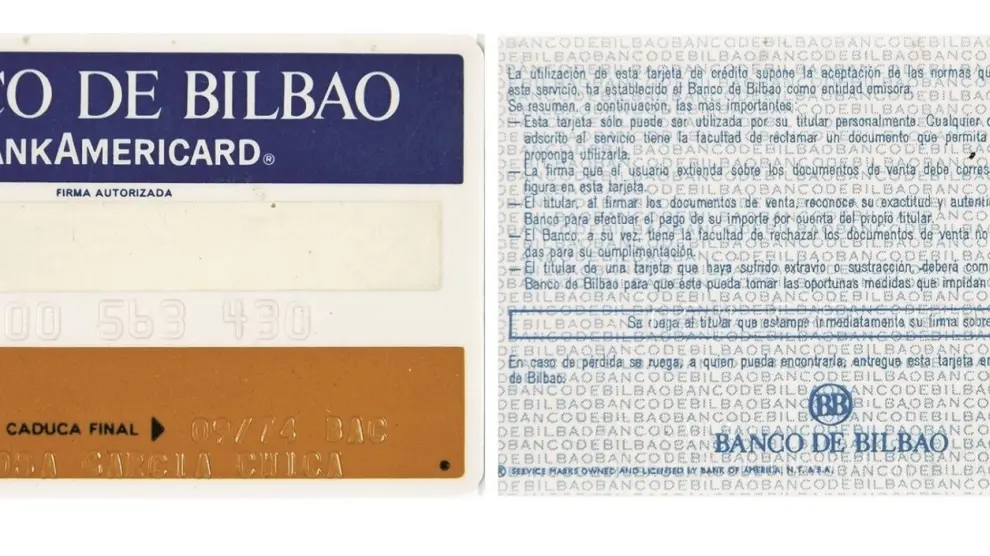 CO DE BILBAO
ANKAMERICARD®
FIRMA AUTORIZADA
00 563 430
CADUCA FINAL
09/74 BAC
OSA GARCIA CHICA
La utilización de esta tarjeta de crédito supone la aceptación de las normas qu
este servicio, ha establecido el Banco de Bilbao como entidad emisora.
Se resumen, a continuación, las más importantes:
— Esta tarjeta sólo puede ser utilizada por su titular personalmente. Cualquier
adscrito al servicio tiene la facultad de reclamar un documento que permita
proponga utilizarla.
— La firma que el usuario extienda sobre los documentos de venta debe corres
figura en esta tarjeta.
— El titular, al firmar los documentos de venta, reconoce su exactitud y autenti
Banco para efectuar el pago de su importe por cuenta del propio titular.
— El Banco, a su vez, tiene la facultad de rechazar los documentos de venta no
das para su cumplimentación.
— El titular de una tarjeta que haya sufrido extravío o sustracción, deberá com
Banco de Bilbao para que éste pueda tomar las oportunas medidas que impidan
Se ruega al titular que estampe inmediatamente su firma sobre
En caso de pérdida se ruega, a quien pueda encontrarla, entregue esta tarjeta en
de Bilbao.
BB
BANCO DE BILBAO
SERVICE MARKS OWNED AND LICENSED BY BANK OF AMERICA, N.T.&S.A.